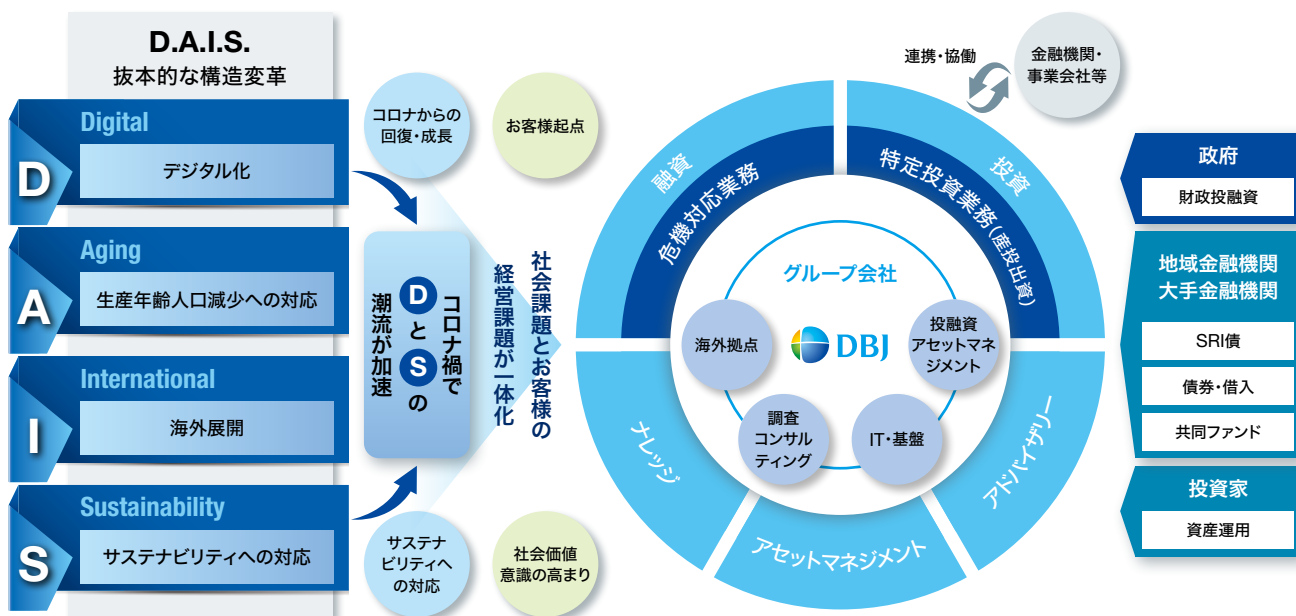 D.A.I.S.
抜本的な構造変革
D
Digital
デジタル化
A
Aging
生産年齢人口減少への対応
I
International
海外展開
S
Sustainability
サステナビリティへの対応
コロナからの
回復・成長
お客様起点
コロナ禍で
DとSの
潮流が加速
社会課題とお客様の
経営課題が一体化
サステナ
ビリティへ
の対応
社会価値
意識の高まり
連携・協働
金融機関・
事業会社等
融資
投資
危機対応業務
特定投資業務(産投出資)
グループ会社
海外拠点
DBJ
投融資
アセットマネ
ジメント
調査
コンサル
ティング
IT・基盤
ナレッジ
アセットマネジメント
アドバイザリー
政府
財政投融資
地域金融機関
大手金融機関
SRI債
債券・借入
共同ファンド
投資家
資産運用